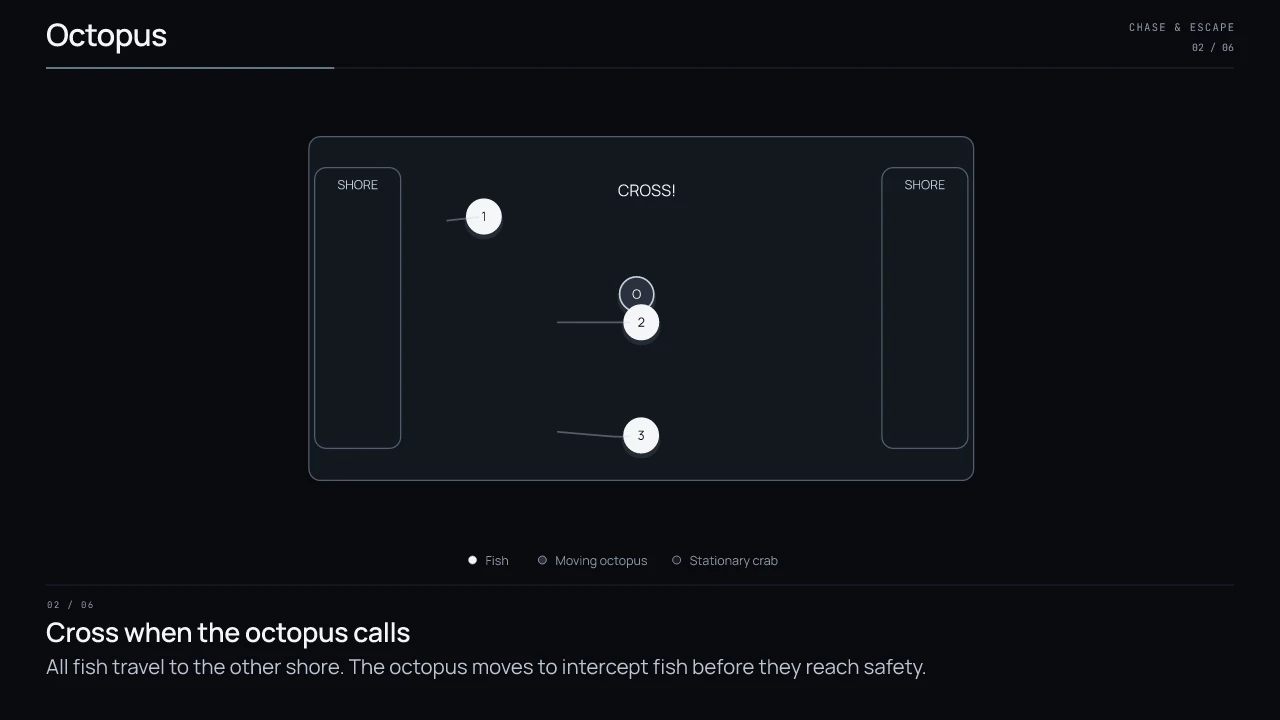 Octopus
CHASE & ESCAPE
02 / 06
SHORE
CROSS!
SHORE
1
O
2
3
Fish
Moving octopus
Stationary crab
02 / 06
Cross when the octopus calls
All fish travel to the other shore. The octopus moves to intercept fish before they reach safety.